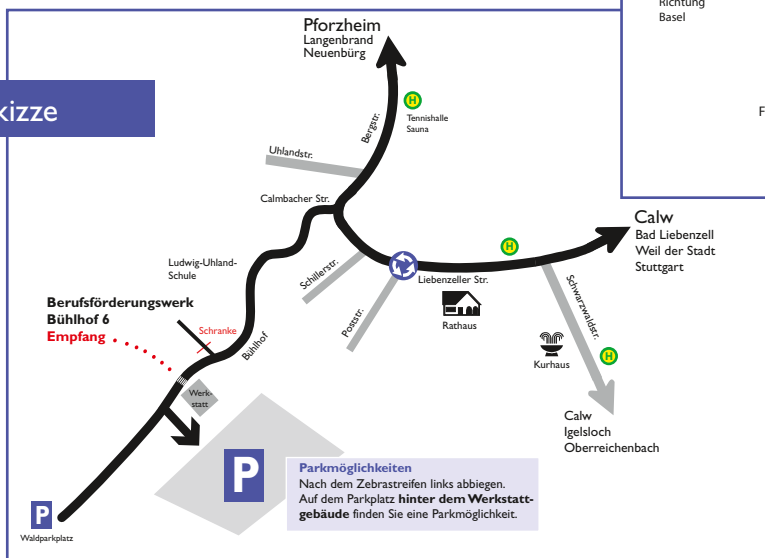 Richtung
Basel
F
kizze
Pforzheim
Langenbrand
Neuenbürg
H
Tennishalle
Sauna
Bergstr.
Uhlandstr.
Calmbacher Str.
Calw
Bad Liebenzell
Weil der Stadt
Stuttgart
H
Ludwig-Uhland-
Schule
Schillerstr.
Liebenzeller Str.
Poststr.
Rathaus
Schwarzwaldstr.
Kurhaus
H
Berufsförderungswerk
Bühlhof 6
Empfang
Schranke
Bühlhof
Werk-
statt
Calw
Igelsloch
Oberreichenbach
P
Parkmöglichkeiten
Nach dem Zebrastreifen links abbiegen.
Auf dem Parkplatz hinter dem Werkstatt-
gebäude finden Sie eine Parkmöglichkeit.
P
Waldparkplatz